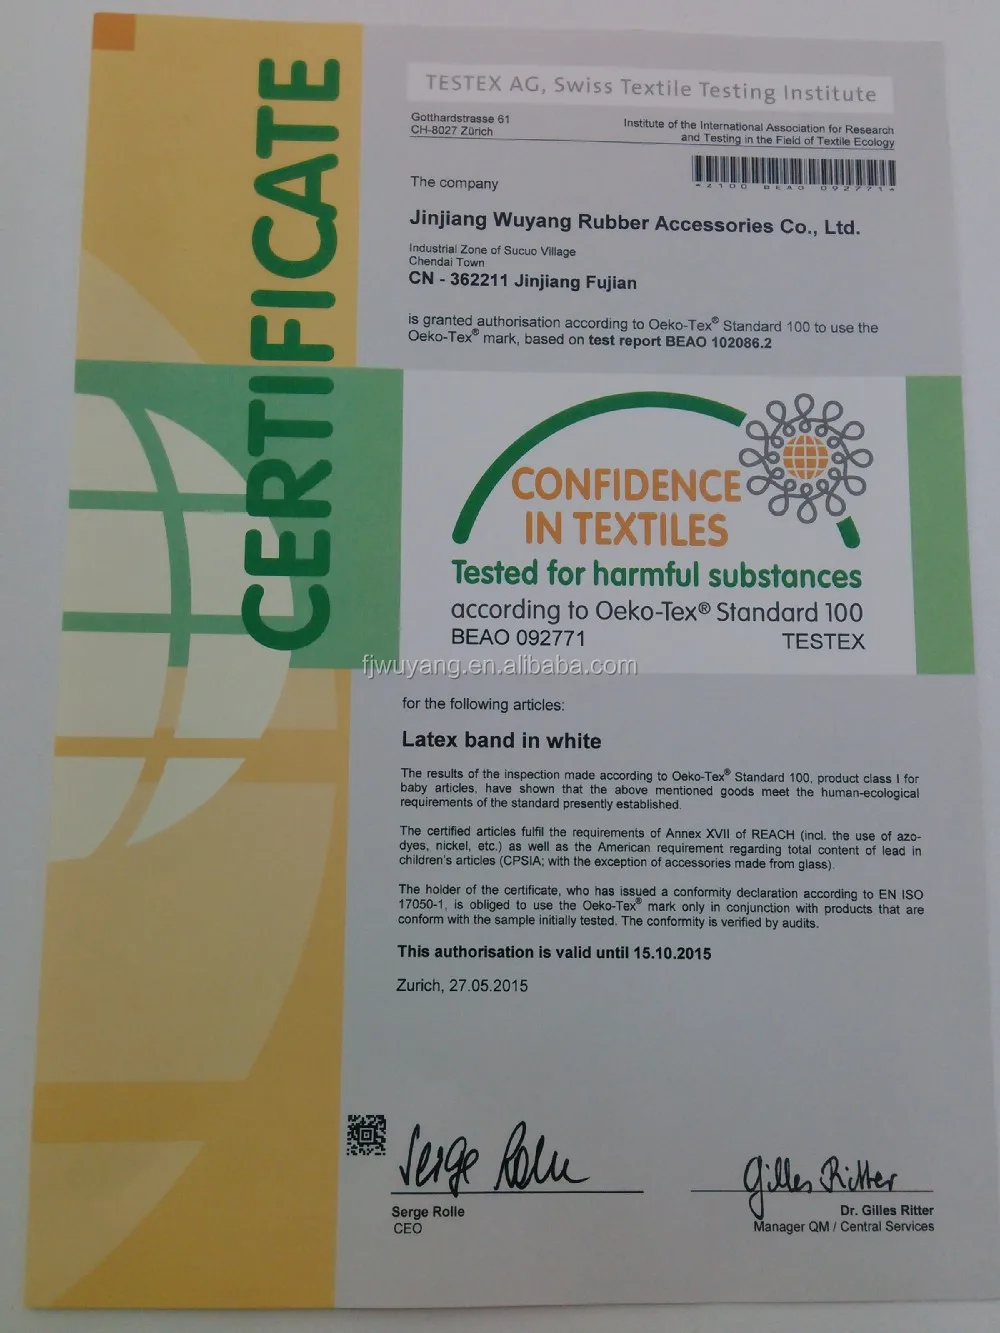 CERTIFICATE
TESTEX AG, Swiss Textile Testing Institute
Gotthardstrasse 61
CH-8027 Zürich
Institute of the International Association for Research
and Testing in the Field of Textile Ecology
*Z100 BEAO 092771*
The company
Jinjiang Wuyang Rubber Accessories Co., Ltd.
Industrial Zone of Sucuo Village
Chendai Town
CN - 362211 Jinjiang Fujian
is granted authorisation according to Oeko-Tex® Standard 100 to use the
Oeko-Tex® mark, based on test report BEAO 102086.2
CONFIDENCE
IN TEXTILES
Tested for harmful substances
according to Oeko-Tex® Standard 100
BEAO 092771 TESTEX
fjwuyang.en.alibaba.com
for the following articles:
Latex band in white
The results of the inspection made according to Oeko-Tex® Standard 100, product class I for
baby articles, have shown that the above mentioned goods meet the human-ecological
requirements of the standard presently established.
The certified articles fulfil the requirements of Annex XVII of REACH (incl. the use of azo-
dyes, nickel, etc.) as well as the American requirement regarding total content of lead in
children's articles (CPSIA; with the exception of accessories made from glass).
The holder of the certificate, who has issued a conformity declaration according to EN ISO
17050-1, is obliged to use the Oeko-Tex® mark only in conjunction with products that are
conform with the sample initially tested. The conformity is verified by audits.
This authorisation is valid until 15.10.2015
Zurich, 27.05.2015
Serge Rolle
Gilles Ritter
Serge Rolle
CEO
Dr. Gilles Ritter
Manager QM / Central Services